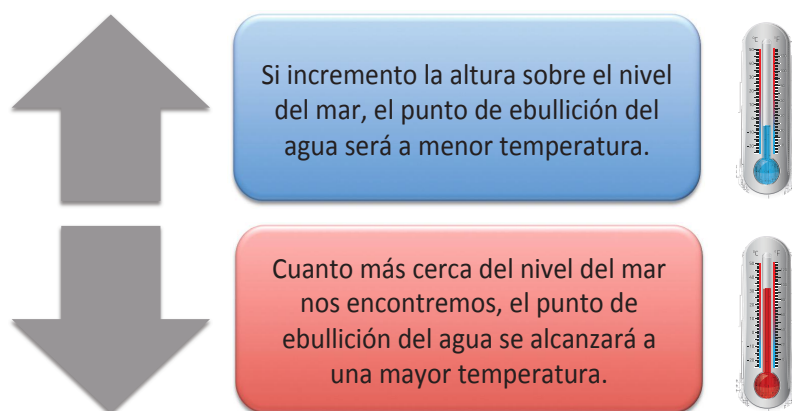 Si incremento la altura sobre el nivel
del mar, el punto de ebullición del
agua será a menor temperatura.
Cuanto más cerca del nivel del mar
nos encontremos, el punto de
ebullición del agua se alcanzará a
una mayor temperatura.